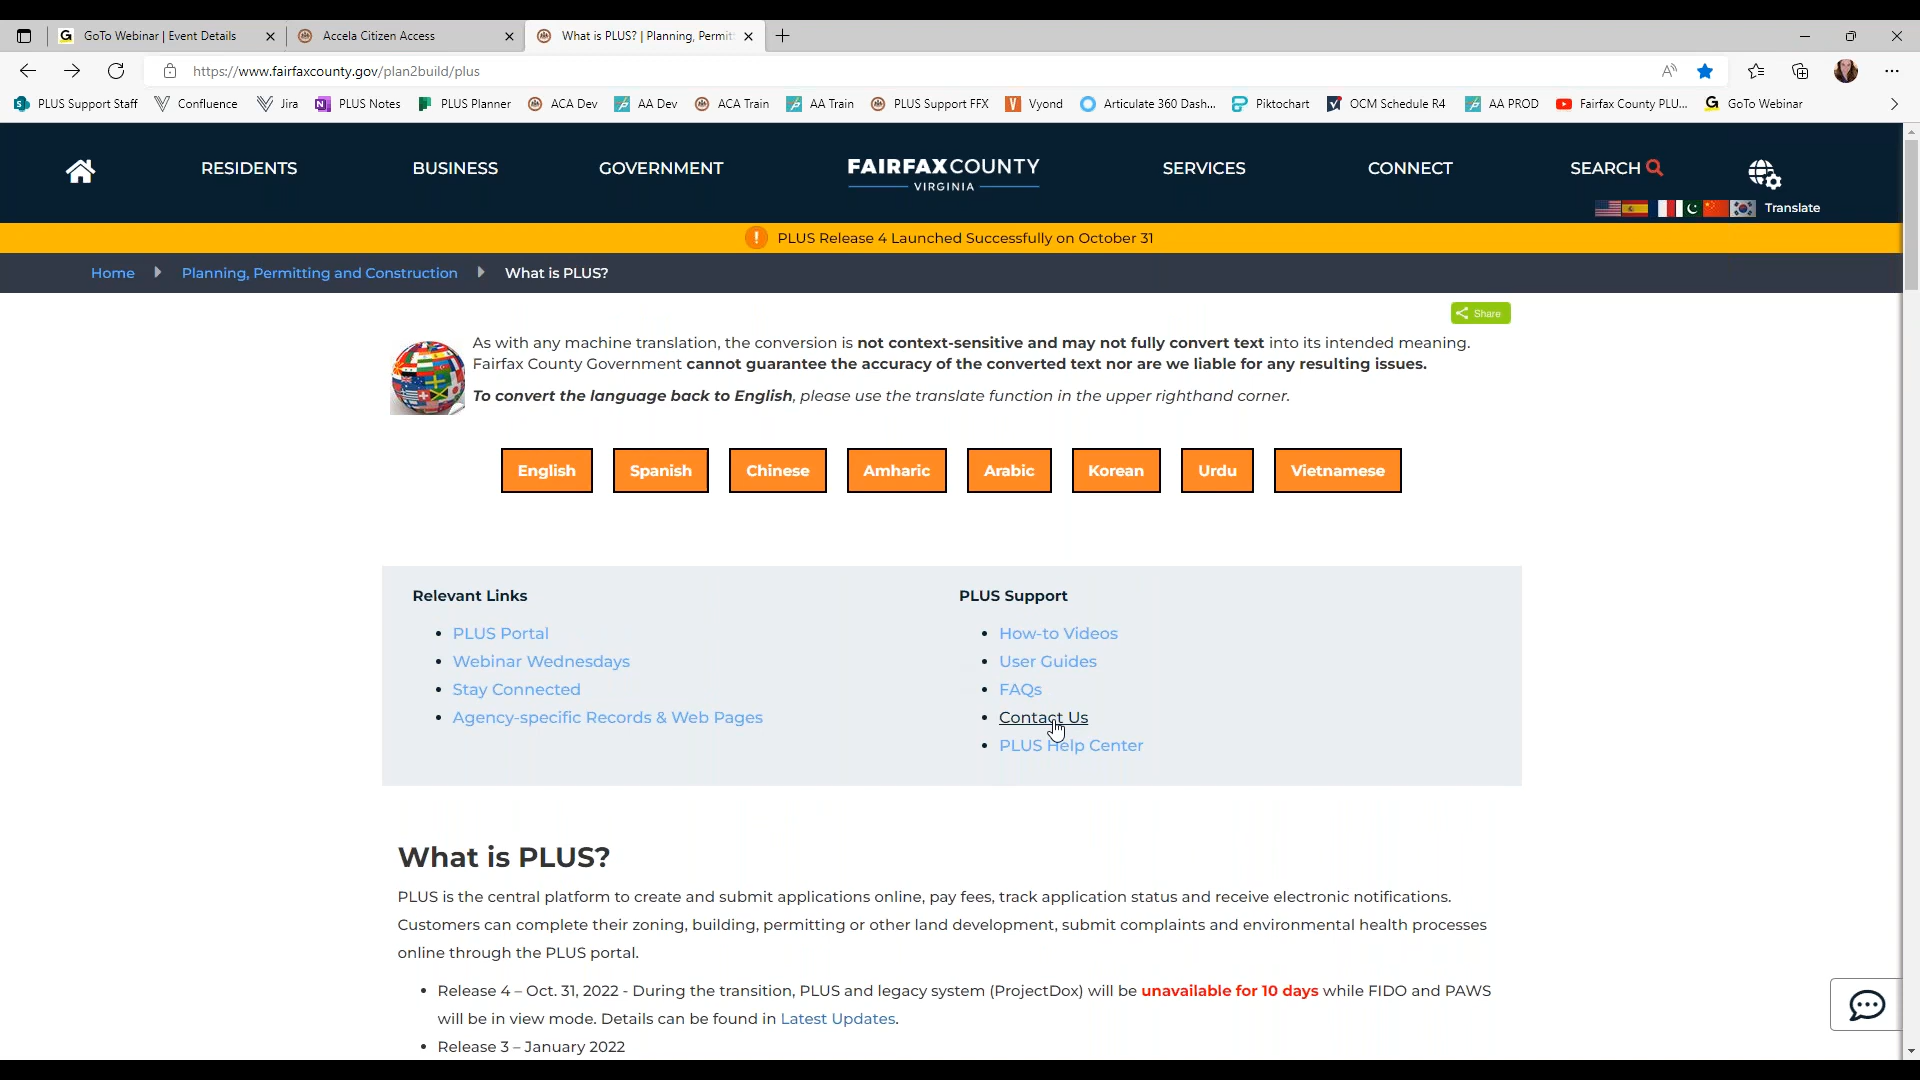 GoTo Webinar | Event Details
Accela Citizen Access
What is PLUS? | Planning, Permit
https://www.fairfaxcounty.gov/plan2build/plus
PLUS Support Staff Confluence Jira PLUS Notes PLUS Planner ACA Dev AA Dev ACA Train AA Train PLUS Support FFX Vyond Articulate 360 Dash... Piktochart OCM Schedule R4 AA PROD Fairfax County PLU... GoTo Webinar
RESIDENTS BUSINESS GOVERNMENT FAIRFAXCOUNTY SERVICES CONNECT SEARCH
VIRGINIA
Translate
PLUS Release 4 Launched Successfully on October 31
Home Planning, Permitting and Construction What is PLUS?
Share
As with any machine translation, the conversion is not context-sensitive and may not fully convert text into its intended meaning.
Fairfax County Government cannot guarantee the accuracy of the converted text nor are we liable for any resulting issues.
To convert the language back to English, please use the translate function in the upper righthand corner.
English Spanish Chinese Amharic Arabic Korean Urdu Vietnamese
Relevant Links
• PLUS Portal
• Webinar Wednesdays
• Stay Connected
• Agency-specific Records & Web Pages
PLUS Support
• How-to Videos
• User Guides
• FAQs
• Contact Us
• PLUS Help Center
What is PLUS?
PLUS is the central platform to create and submit applications online, pay fees, track application status and receive electronic notifications.
Customers can complete their zoning, building, permitting or other land development, submit complaints and environmental health processes
online through the PLUS portal.
• Release 4 – Oct. 31, 2022 - During the transition, PLUS and legacy system (ProjectDox) will be unavailable for 10 days while FIDO and PAWS
will be in view mode. Details can be found in Latest Updates.
• Release 3 – January 2022